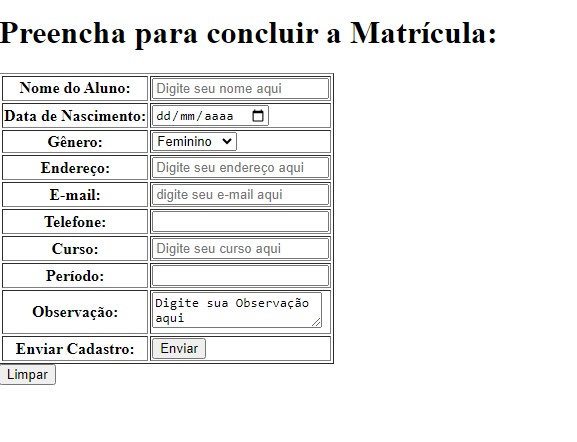 Preencha para concluir a Matrícula:
Nome do Aluno: Digite seu nome aqui
Data de Nascimento: dd/mm/aaaa
Gênero: Feminino
Endereço: Digite seu endereço aqui
E-mail: digite seu e-mail aqui
Telefone:
Curso: Digite seu curso aqui
Período:
Observação: Digite sua Observação
aqui
Enviar Cadastro: Enviar
Limpar